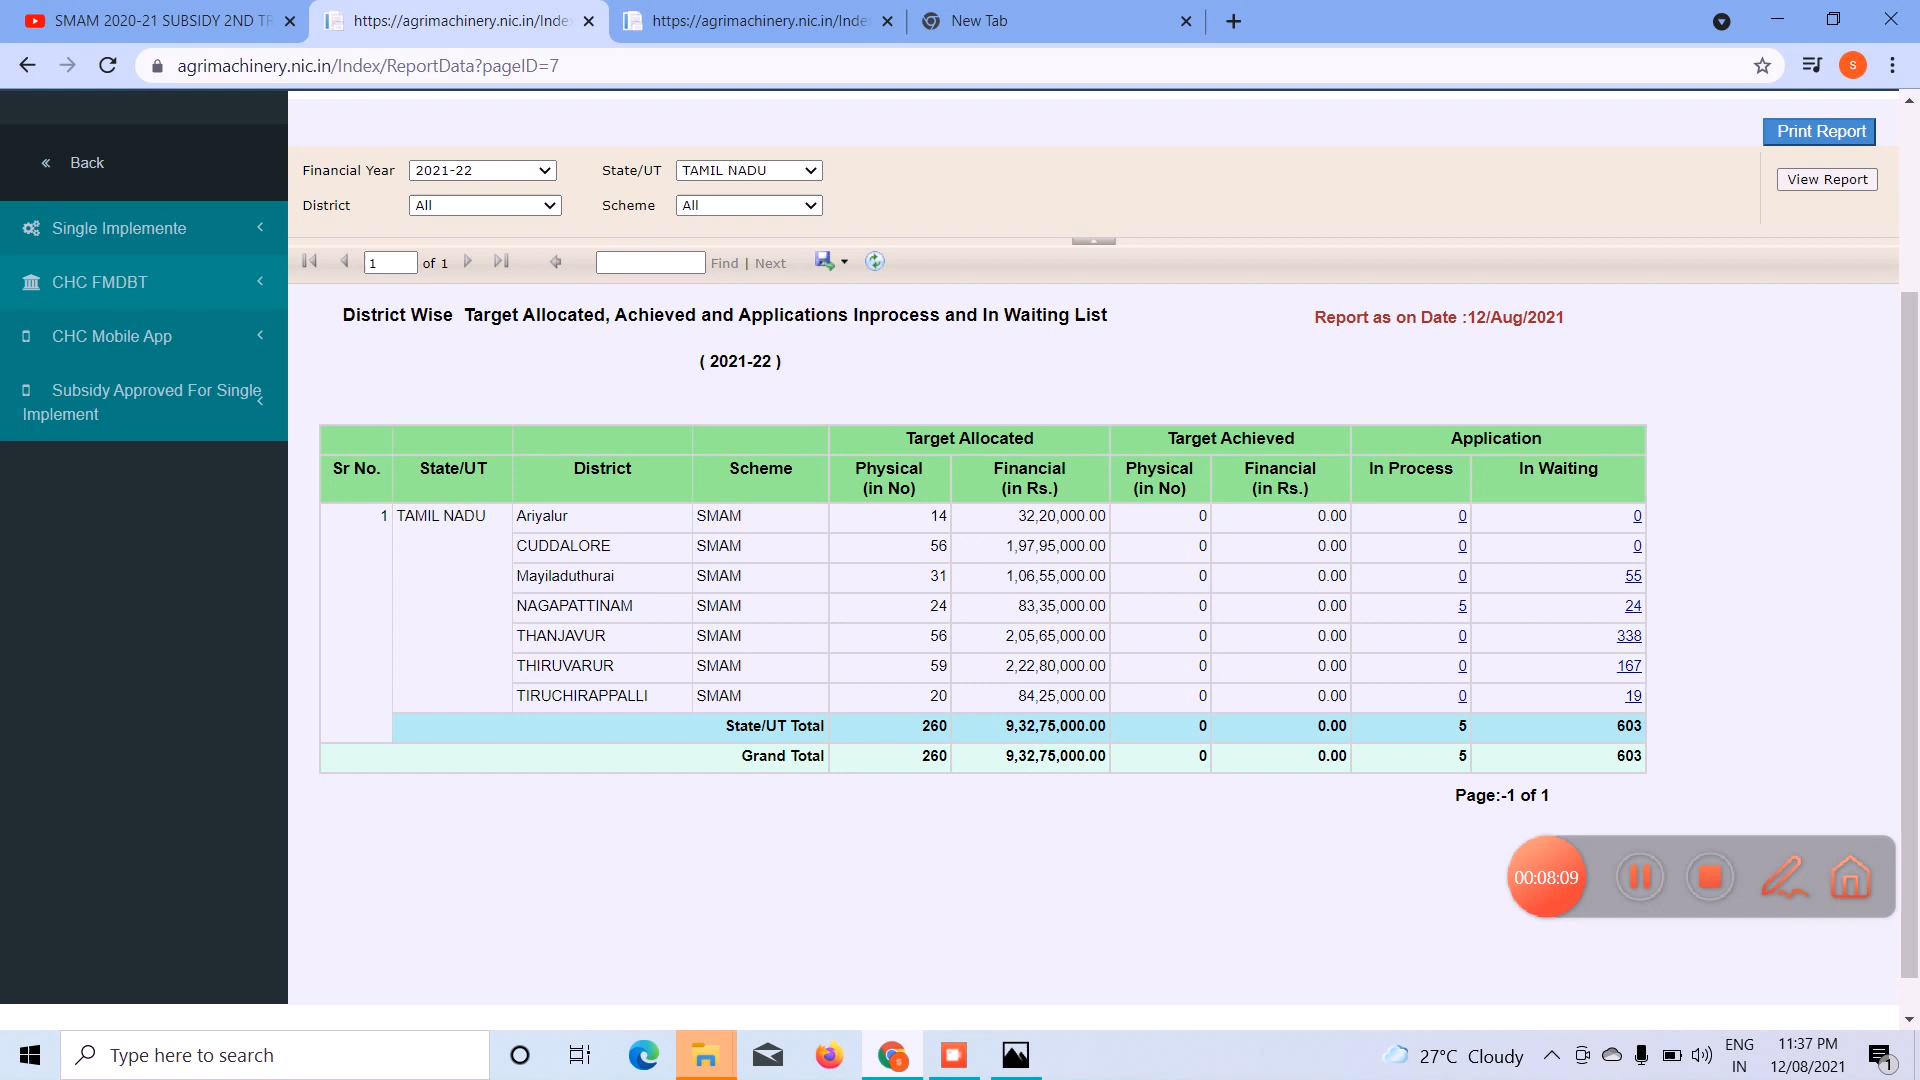 SMAM 2020-21 SUBSIDY 2ND TR
https://agrimachinery.nic.in/Inde
https://agrimachinery.nic.in/Inde
New Tab
agrimachinery.nic.in/Index/ReportData?pageID=7
S
Print Report
« Back
Financial Year 2021-22 State/UT TAMIL NADU View Report
District All Scheme All
Single Implemente
CHC FMDBT
CHC Mobile App
Subsidy Approved For Single
Implement
1 of 1 Find | Next
District Wise Target Allocated, Achieved and Applications Inprocess and In Waiting List
Report as on Date :12/Aug/2021
( 2021-22 )
Target Allocated Target Achieved Application
Sr No. State/UT District Scheme Physical Financial Physical Financial In Process In Waiting
(in No) (in Rs.) (in No) (in Rs.)
1 TAMIL NADU Ariyalur SMAM 14 32,20,000.00 0 0.00 0 0
CUDDALORE SMAM 56 1,97,95,000.00 0 0.00 0 0
Mayiladuthurai SMAM 31 1,06,55,000.00 0 0.00 0 55
NAGAPATTINAM SMAM 24 83,35,000.00 0 0.00 5 24
THANJAVUR SMAM 56 2,05,65,000.00 0 0.00 0 338
THIRUVARUR SMAM 59 2,22,80,000.00 0 0.00 0 167
TIRUCHIRAPPALLI SMAM 20 84,25,000.00 0 0.00 0 19
State/UT Total 260 9,32,75,000.00 0 0.00 5 603
Grand Total 260 9,32,75,000.00 0 0.00 5 603
Page:-1 of 1
00:08:09
Type here to search
27°C Cloudy
ENG
IN
11:37 PM
12/08/2021
1